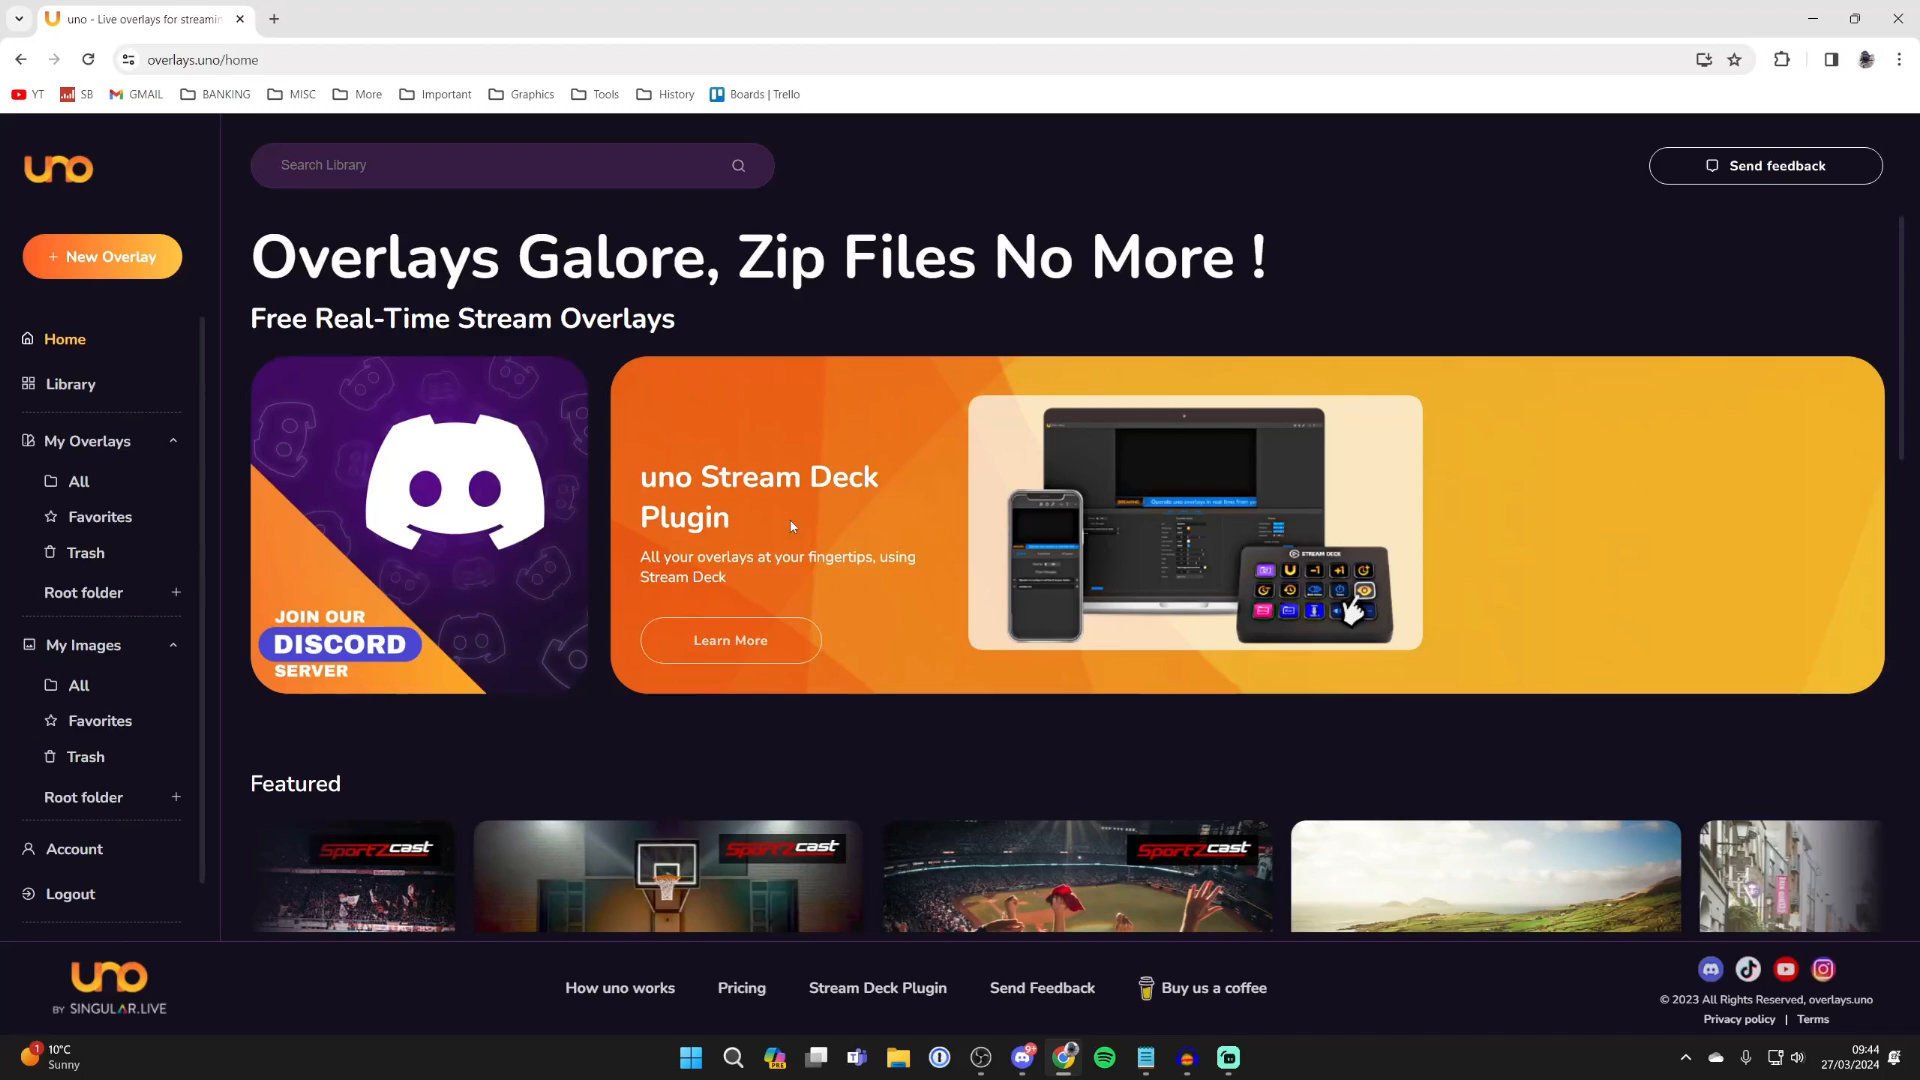 uno - Live overlays for streamin
overlays.uno/home
YT
SB
GMAIL
BANKING
MISC
More
Important
Graphics
Tools
History
Boards | Trello
uno
Search Library
Send feedback
+ New Overlay
Overlays Galore, Zip Files No More !
Free Real-Time Stream Overlays
Home
Library
My Overlays
All
Favorites
Trash
Root folder +
My Images
All
Favorites
Trash
Root folder +
Account
Logout
JOIN OUR
DISCORD
SERVER
uno Stream Deck
Plugin
All your overlays at your fingertips, using
Stream Deck
Learn More
STREAM DECK
Featured
SportZcast
SportZcast
SportZcast
uno
BY SINGULAR.LIVE
How uno works
Pricing
Stream Deck Plugin
Send Feedback
Buy us a coffee
© 2023 All Rights Reserved, overlays.uno
Privacy policy | Terms
1
10°C
Sunny
PRE
9+
09:44
27/03/2024